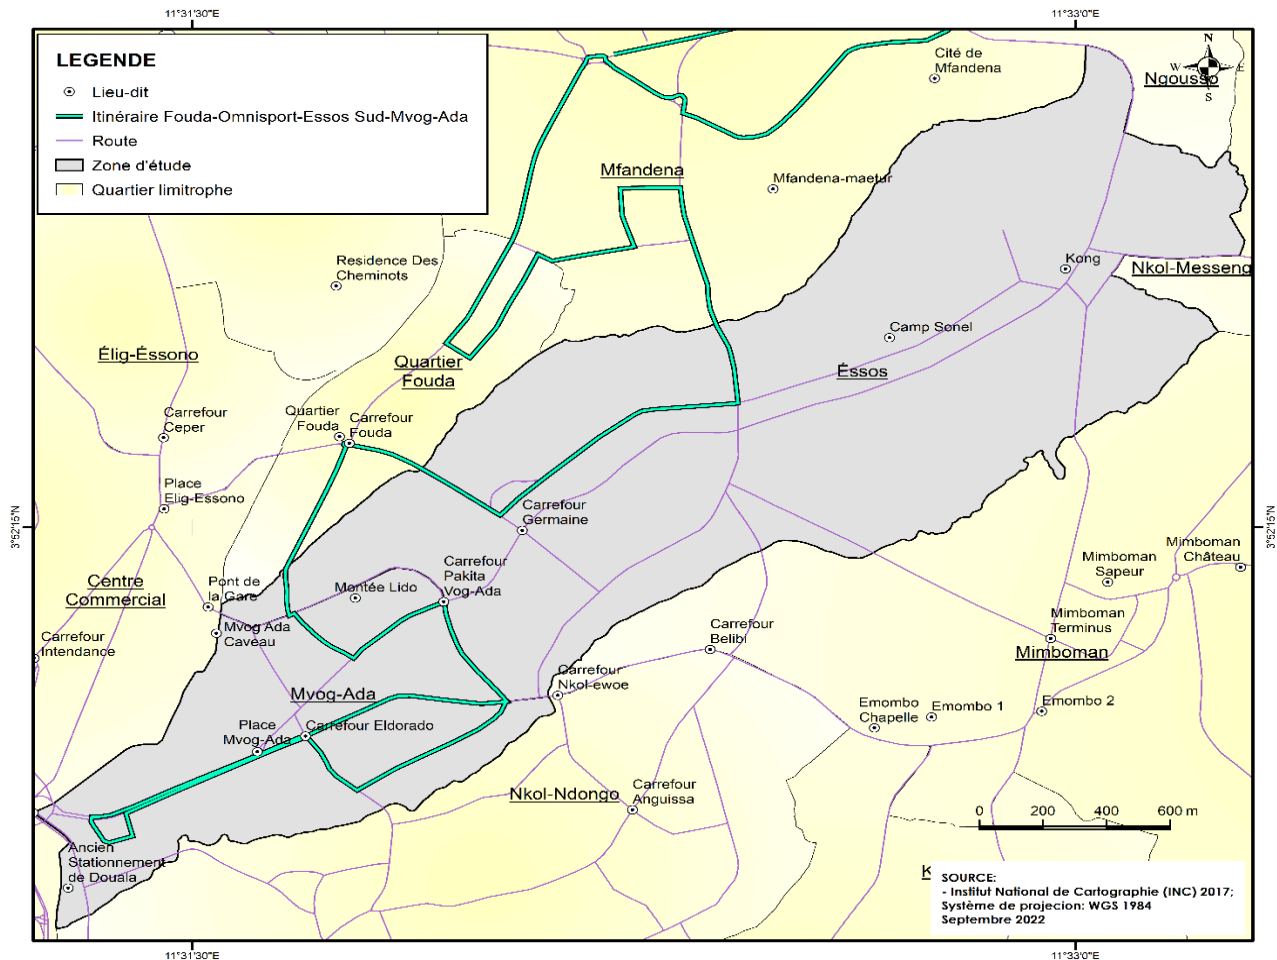 11°31'30"E
11°33'0"E
LEGENDE
Lieu-dit
Itinéraire Fouda-Omnisport-Essos Sud-Mvog-Ada
Route
Zone d'étude
Quartier limitrophe
N
W
E
S
Cité de
Mfandena
Ngousso
Mfandena
Mfandena-maetur
Residence Des
Cheminots
Kong
Nkol-Messeng
Camp Sonel
Élig-Éssono
Quartier
Fouda
Éssos
Carrefour
Ceper
Quartier
Fouda
Carrefour
Fouda
Place
Elig-Essono
Carrefour
Germaine
3°52'15"N
3°52'15"N
Mimboman
Château
Mimboman
Sapeur
Centre
Commercial
Pont de
la Gare
Montée Lido
Carrefour
Pakita
Vog-Ada
Mvog Ada
Caveau
Carrefour
Intendance
Carrefour
Belibi
Mimboman
Terminus
Mimboman
Carrefour
Nkol-ewoe
Mvog-Ada
Emombo
Chapelle
Emombo 1
Emombo 2
Place
Mvog-Ada
Carrefour Eldorado
Nkol-Ndongo
Carrefour
Anguissa
0 200 400 600 m
Ancien
Stationnement
de Douala
K
SOURCE:
- Institut National de Cartographie (INC) 2017;
Système de projecion: WGS 1984
Septembre 2022
11°31'30"E
11°33'0"E